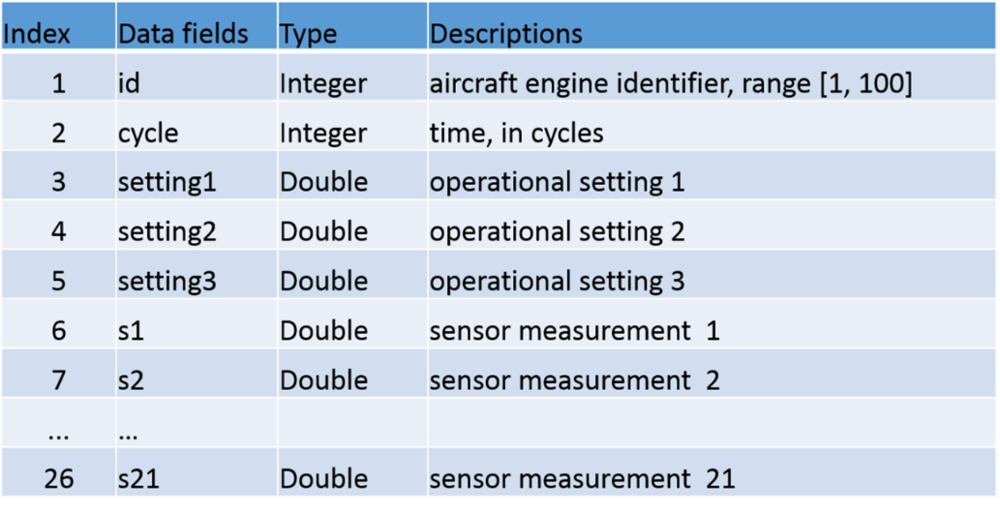 Index Data fields Type Descriptions
1 id Integer aircraft engine identifier, range [1, 100]
2 cycle Integer time, in cycles
3 setting1 Double operational setting 1
4 setting2 Double operational setting 2
5 setting3 Double operational setting 3
6 s1 Double sensor measurement  1
7 s2 Double sensor measurement  2
... ...
26 s21 Double sensor measurement  21